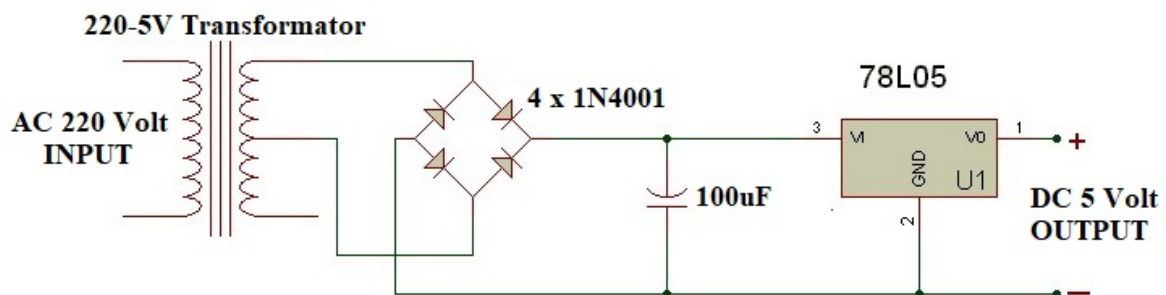 220-5V Transformator
AC 220 Volt
INPUT
4 x 1N4001
100uF
78L05
3
VI
VO
1
GND
U1
2
+
DC 5 Volt
OUTPUT
−